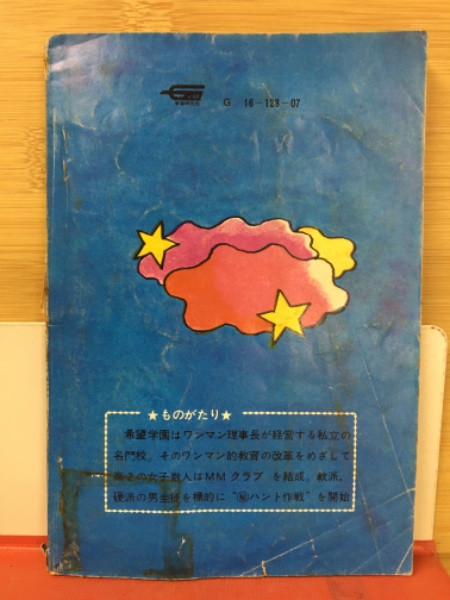 G 16-123-07
★ものがたり★
希望学園はワンマン理事長が経営する私立の
名門校。そのワンマン的教育の改革をめざして
高2の女子数人はMMクラブ を結成。軟派、
硬派の男生徒を標的に“㊙ハント作戦”を開始